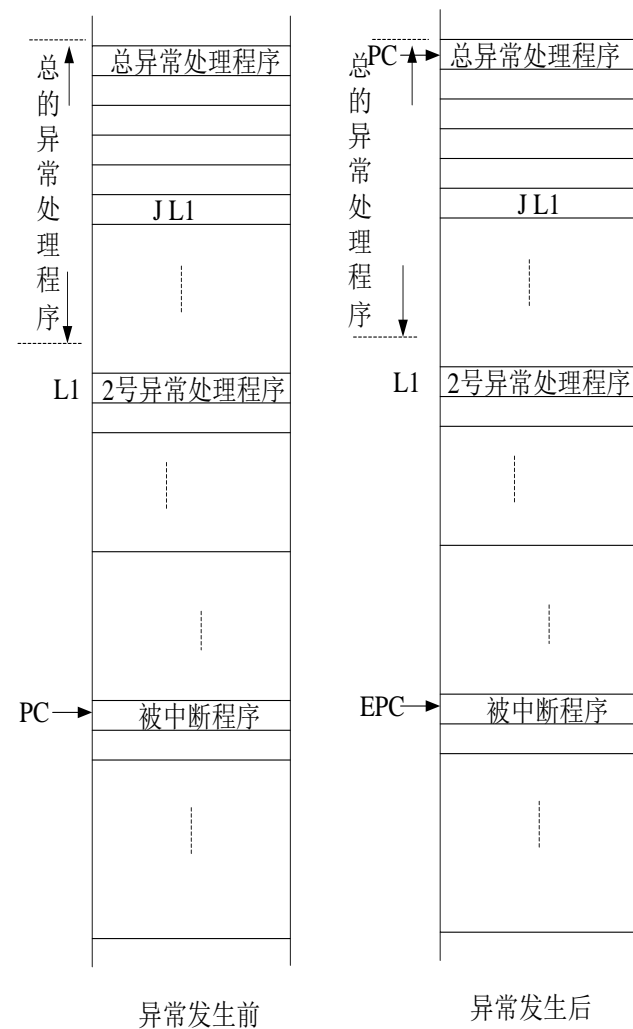 总的异常处理程序
总异常处理程序
J L1
L1
2号异常处理程序
PC
被中断程序
异常发生前
总的异常处理程序
PC
总异常处理程序
J L1
L1
2号异常处理程序
EPC
被中断程序
异常发生后